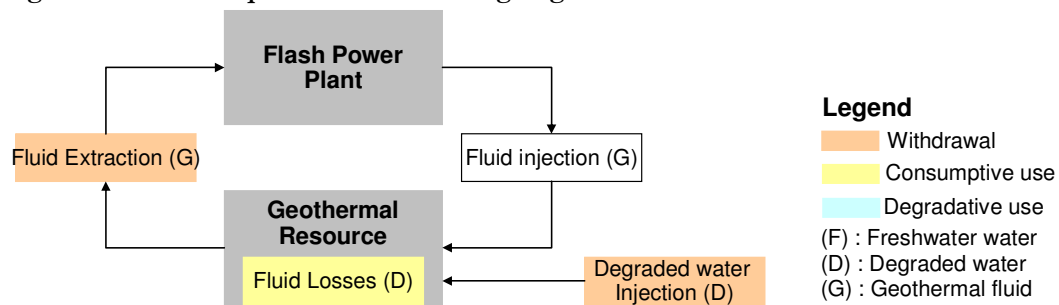 Flash Power
Plant
Fluid Extraction (G)
Fluid injection (G)
Geothermal
Resource
Fluid Losses (D)
Degraded water
Injection (D)
Legend
Withdrawal
Consumptive use
Degradative use
(F) : Freshwater water
(D) : Degraded water
(G) : Geothermal fluid